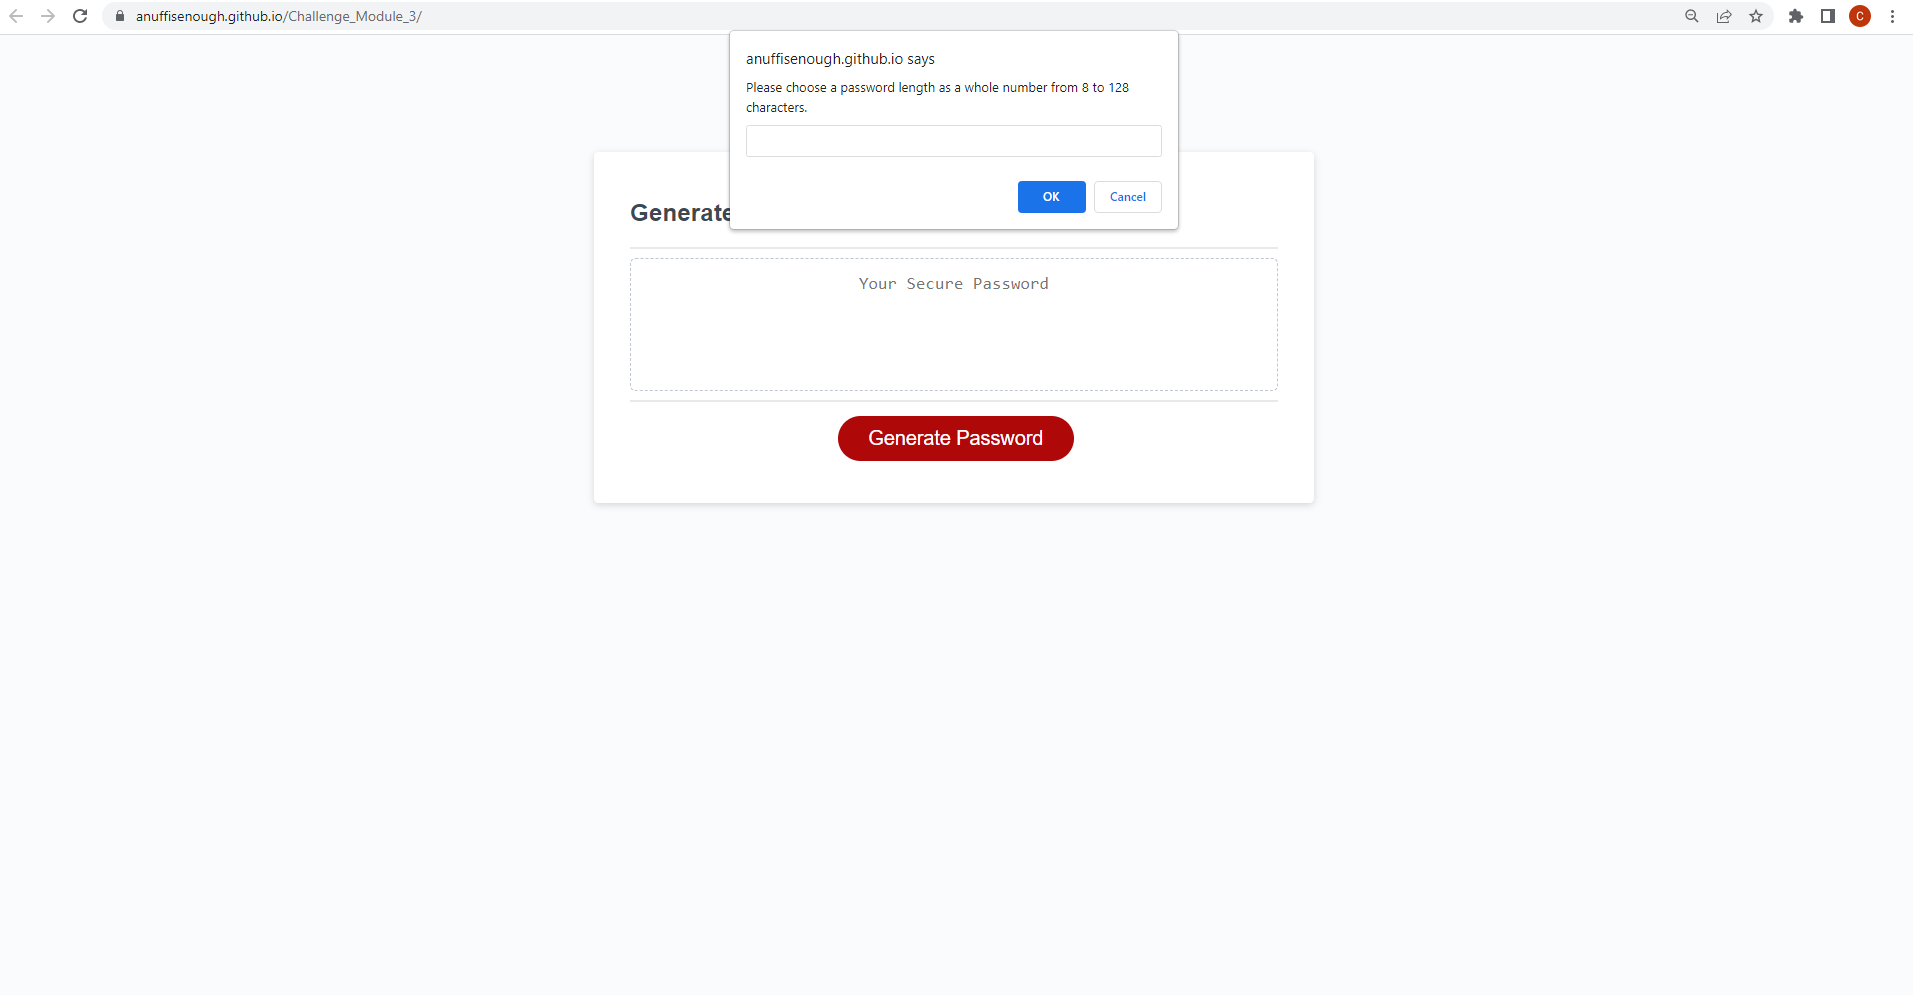 anuffisenough.github.io/Challenge_Module_3/
C
anuffisenough.github.io says
Please choose a password length as a whole number from 8 to 128
characters.
OK
Cancel
Generate
Your Secure Password
Generate Password